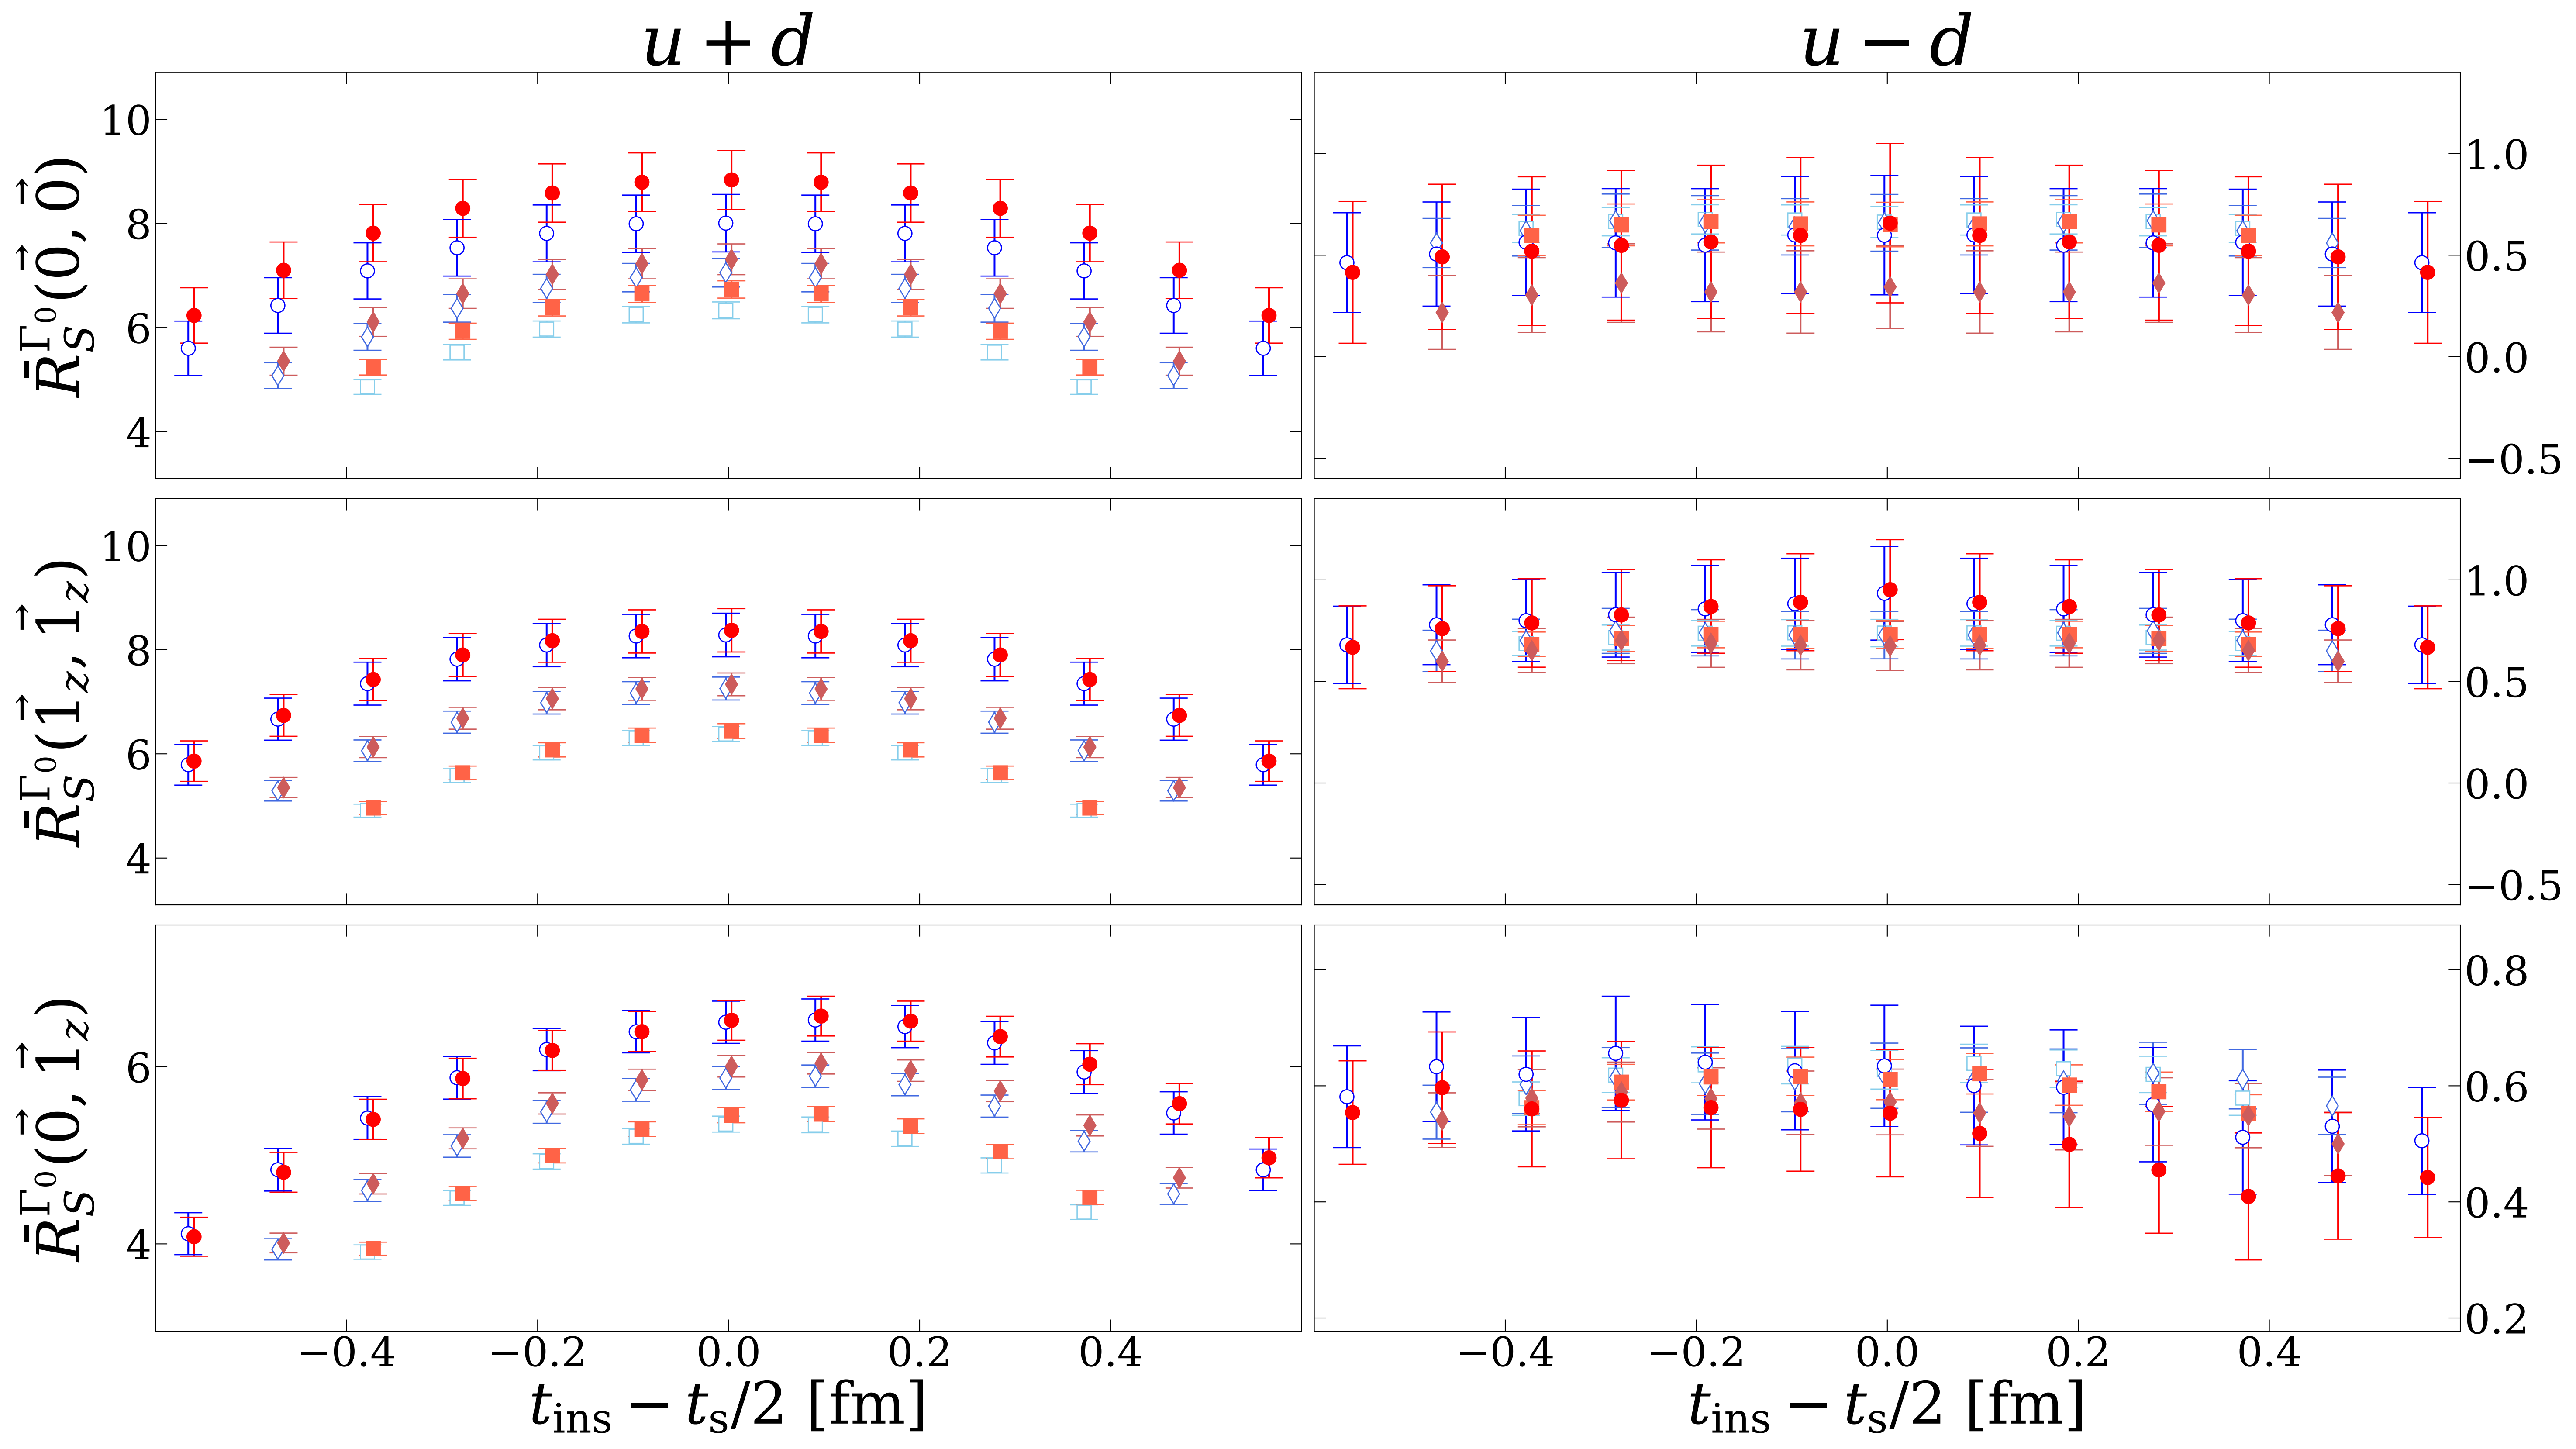 u + d
u − d
R̄_S^{Γ^0}(0⃗, 0⃗)
10
8
6
4
1.0
0.5
0.0
−0.5
R̄_S^{Γ^0}(1⃗_z, 1⃗_z)
10
8
6
4
1.0
0.5
0.0
−0.5
R̄_S^{Γ^0}(0⃗, 1⃗_z)
6
4
0.8
0.6
0.4
0.2
−0.4 −0.2 0.0 0.2 0.4
−0.4 −0.2 0.0 0.2 0.4
t_ins − t_s/2 [fm]
t_ins − t_s/2 [fm]